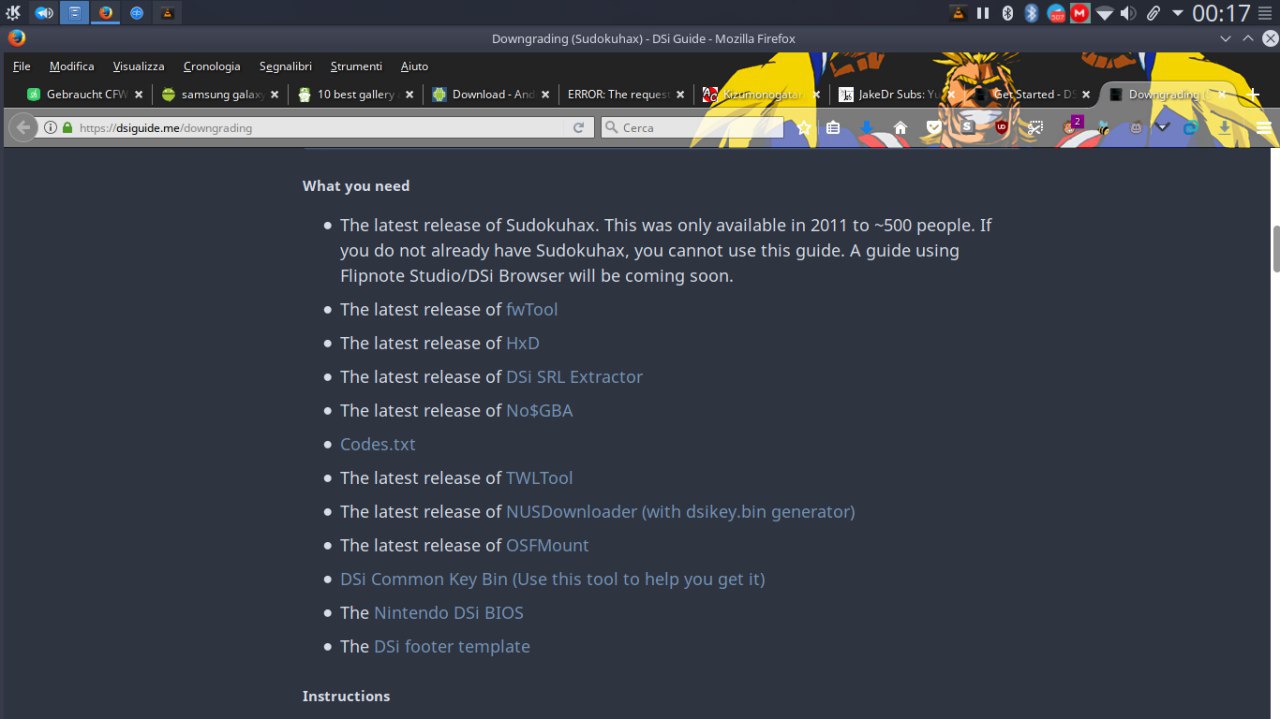 00:17
Downgrading (Sudokuhax) - DSi Guide - Mozilla Firefox
File Modifica Visualizza Cronologia Segnalibri Strumenti Aiuto
Gebraucht CFW samsung galax 10 best gallery Download - And ERROR: The request Kizumonogata JakeDr Subs: Yu Get Started - DS Downgrading (
https://dsiguide.me/downgrading Cerca 2
What you need
The latest release of Sudokuhax. This was only available in 2011 to ~500 people. If
you do not already have Sudokuhax, you cannot use this guide. A guide using
Flipnote Studio/DSi Browser will be coming soon.
The latest release of fwTool
The latest release of HxD
The latest release of DSi SRL Extractor
The latest release of No$GBA
Codes.txt
The latest release of TWLTool
The latest release of NUSDownloader (with dsikey.bin generator)
The latest release of OSFMount
DSi Common Key Bin (Use this tool to help you get it)
The Nintendo DSi BIOS
The DSi footer template
Instructions